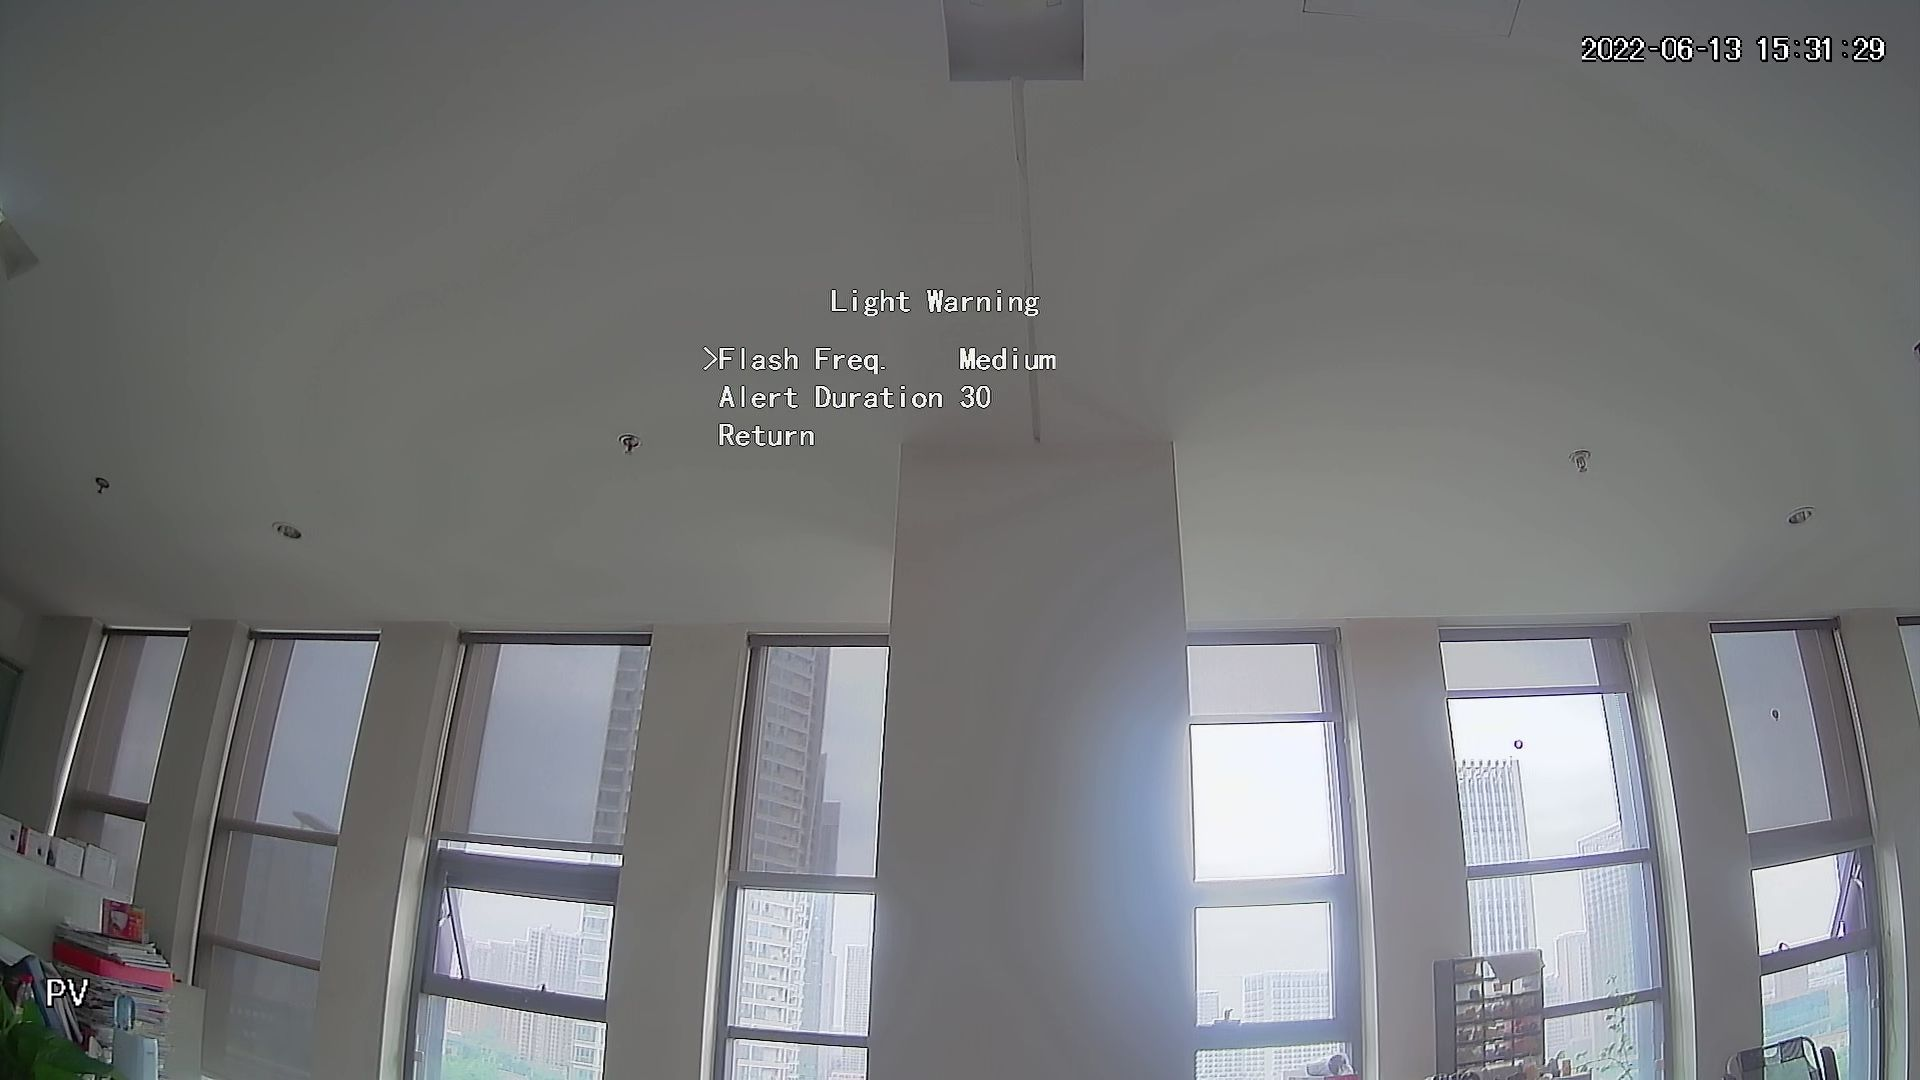 2022-06-13 15:31:29
Light Warning
>Flash Freq. Medium
Alert Duration 30
Return
PV